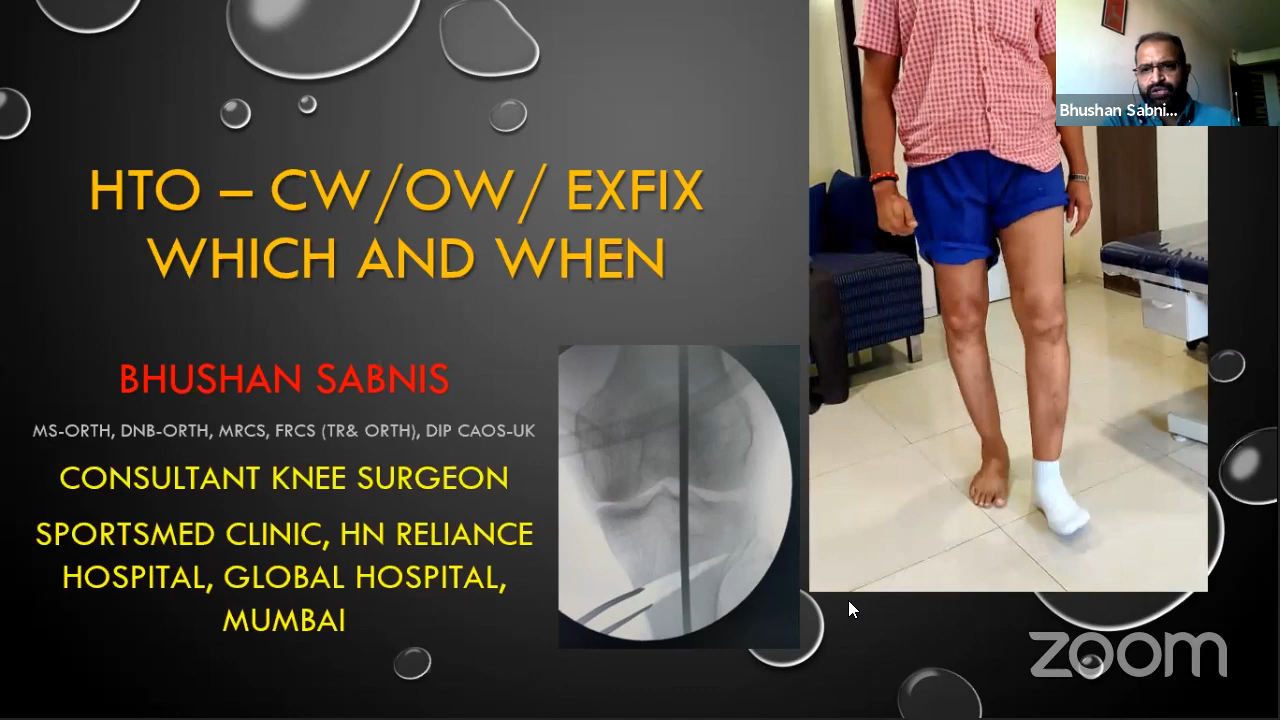 HTO – CW/OW/ EXFIX
WHICH AND WHEN
BHUSHAN SABNIS
MS-ORTH, DNB-ORTH, MRCS, FRCS (TR& ORTH), DIP CAOS-UK
CONSULTANT KNEE SURGEON
SPORTSMED CLINIC, HN RELIANCE
HOSPITAL, GLOBAL HOSPITAL,
MUMBAI
Bhushan Sabni...
zoom